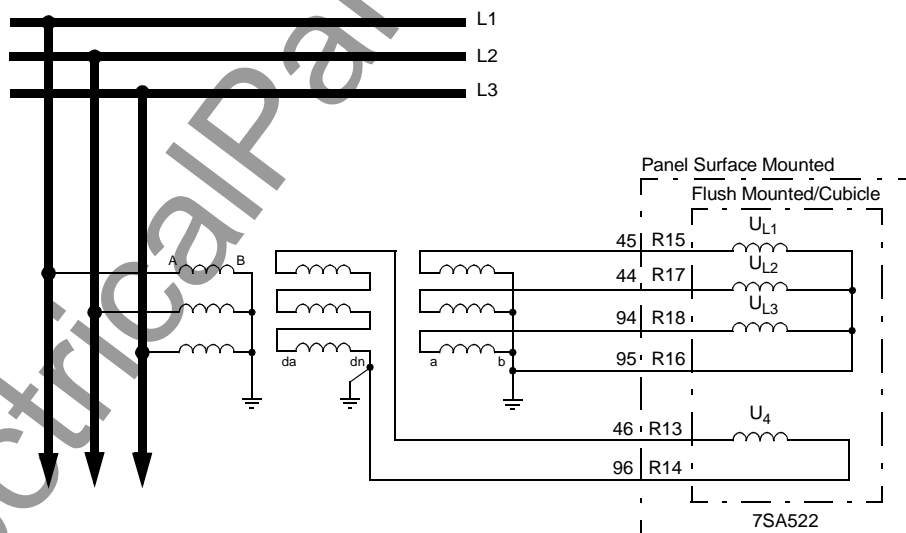 L1
L2
L3
Panel Surface Mounted
Flush Mounted/Cubicle
UL1
45 R15
A B
UL2
44 R17
UL3
94 R18
da dn a b
95 R16
U4
46 R13
96 R14
7SA522
ctricalPa